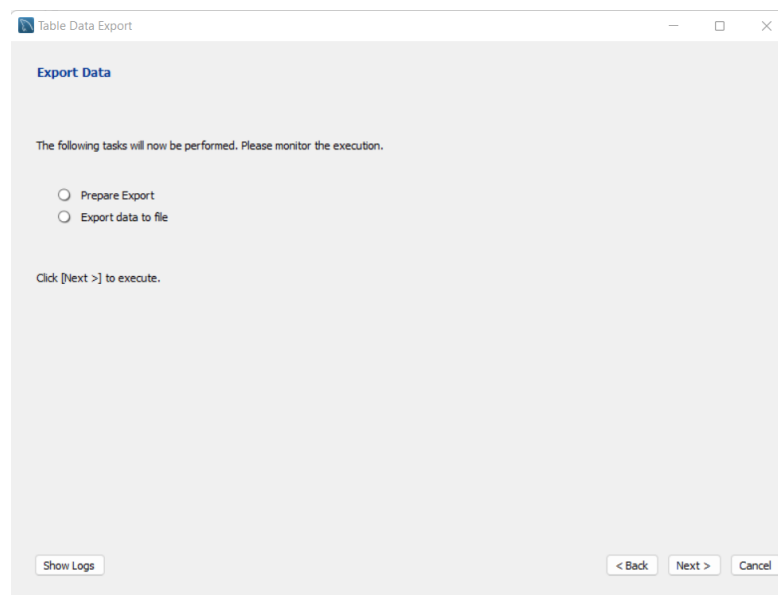 Table Data Export
Export Data
The following tasks will now be performed. Please monitor the execution.
Prepare Export
Export data to file
Click [Next >] to execute.
Show Logs
< Back
Next >
Cancel